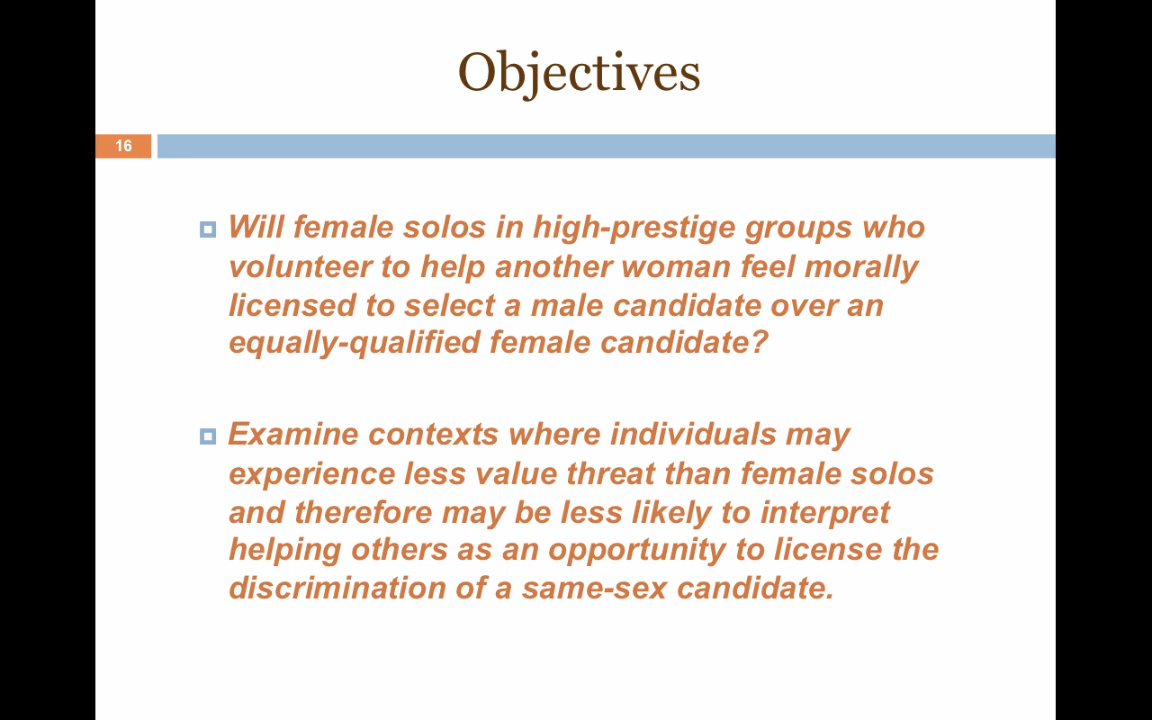 Objectives
16
Will female solos in high-prestige groups who
volunteer to help another woman feel morally
licensed to select a male candidate over an
equally-qualified female candidate?
Examine contexts where individuals may
experience less value threat than female solos
and therefore may be less likely to interpret
helping others as an opportunity to license the
discrimination of a same-sex candidate.